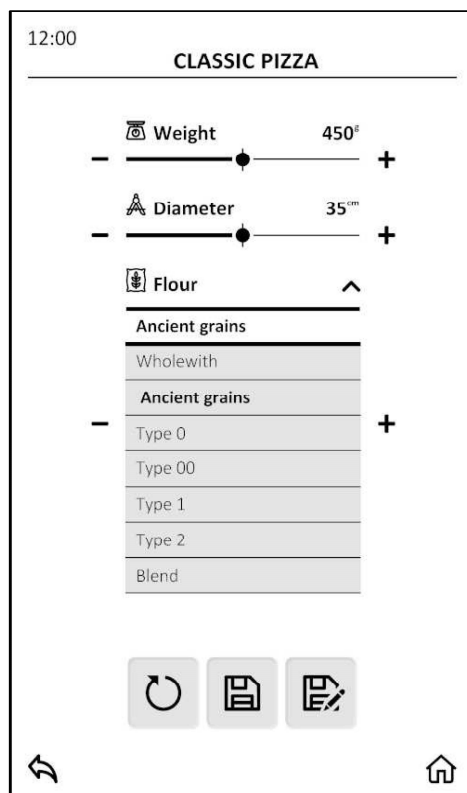 12:00
CLASSIC PIZZA
Weight 450g
Diameter 35cm
Flour
Ancient grains
Wholewith
Ancient grains
Type 0
Type 00
Type 1
Type 2
Blend